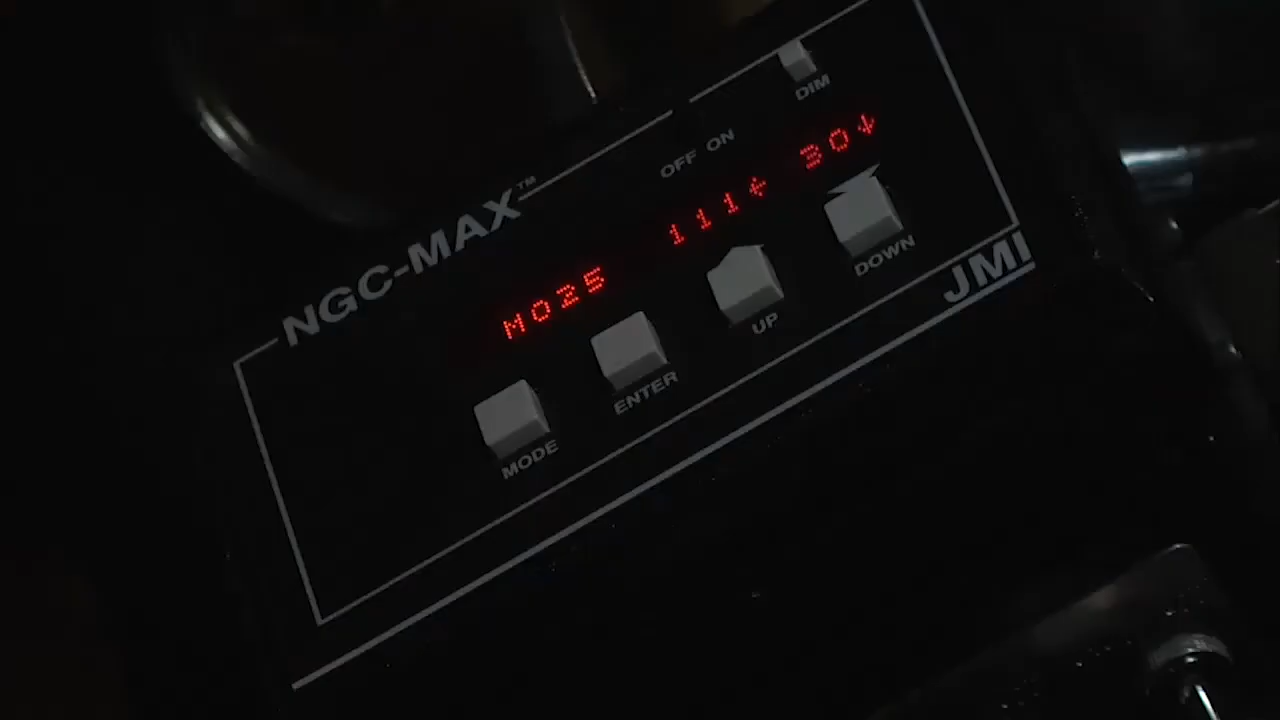 DIM
OFF ON
NGC-MAX™
M025 111← 30↓
MODE ENTER UP DOWN
JMI